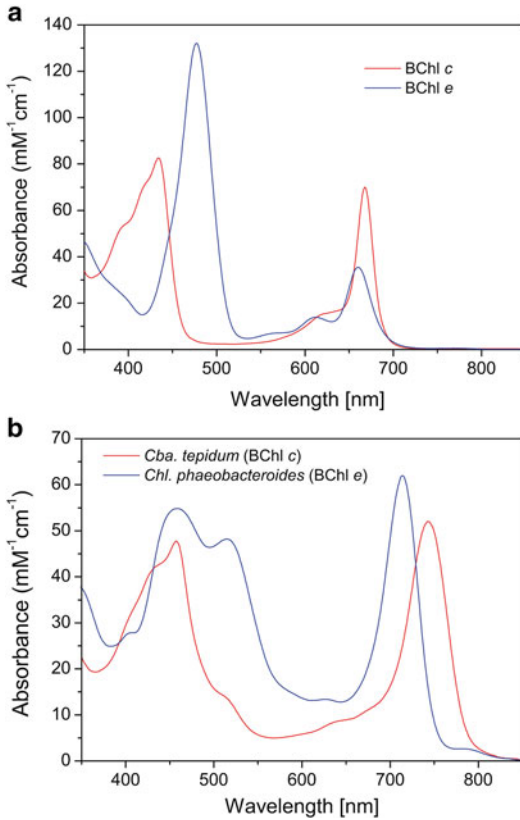 a
140
120
100
80
60
40
20
0
Absorbance (mM⁻¹cm⁻¹)
BChl c
BChl e
400 500 600 700 800
Wavelength [nm]
b
70
60
50
40
30
20
10
0
Absorbance (mM⁻¹cm⁻¹)
Cba. tepidum (BChl c)
Chl. phaeobacteroides (BChl e)
400 500 600 700 800
Wavelength [nm]